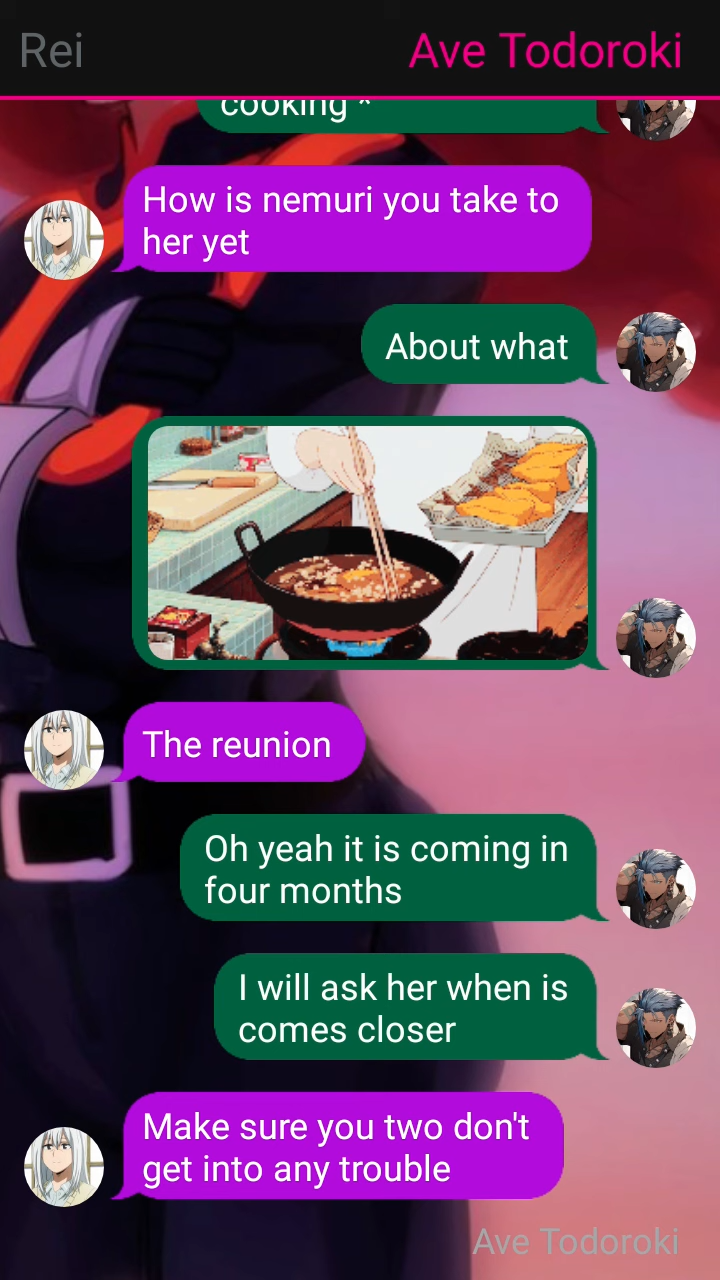 Rei
Ave Todoroki
cooking ^
How is nemuri you take to
her yet
About what
The reunion
Oh yeah it is coming in
four months
I will ask her when is
comes closer
Make sure you two don't
get into any trouble
Ave Todoroki